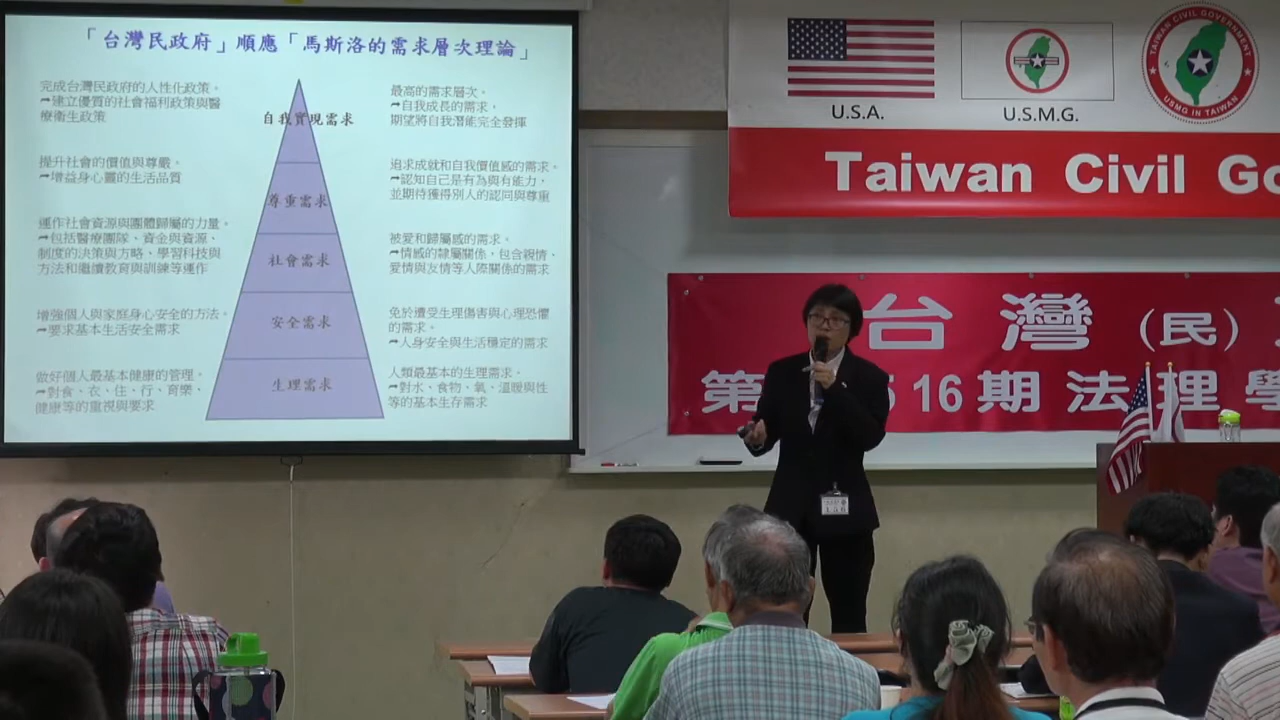 「台灣民政府」順應「馬斯洛的需求層次理論」
完成台灣民政府的人性化政策。
➡建立優質的社會福利政策與醫
療衛生政策
自我實現需求
最高的需求層次。
➡自我成長的需求,
期望將自我潛能完全發揮
提升社會的價值與尊嚴。
➡增益身心靈的生活品質
尊重需求
追求成就和自我價值感的需求。
➡認知自己是有為與有能力,
並期待獲得別人的認同與尊重
運作社會資源與團體歸屬的力量。
➡包括醫療團隊、資金與資源、
制度的決策與方略、學習科技與
方法和繼續教育與訓練等運作
社會需求
被愛和歸屬感的需求。
➡情感的隸屬關係,包含親情,
愛情與友情等人際關係的需求
增強個人與家庭身心安全的方法。
➡要求基本生活安全需求
安全需求
免於遭受生理傷害與心理恐懼
的需求。
➡人身安全與生活穩定的需求
做好個人最基本健康的管理。
➡對食、衣、住、行、育樂、
健康等的重視與要求
生理需求
人類最基本的生理需求。
➡對水、食物、氧、溫暖與性
等的基本生存需求
U.S.A.
U.S.M.G.
TAIWAN CIVIL GOVERNMENT
USMG IN TAIWAN
Taiwan Civil Go
台灣(民)
第 16期法理學